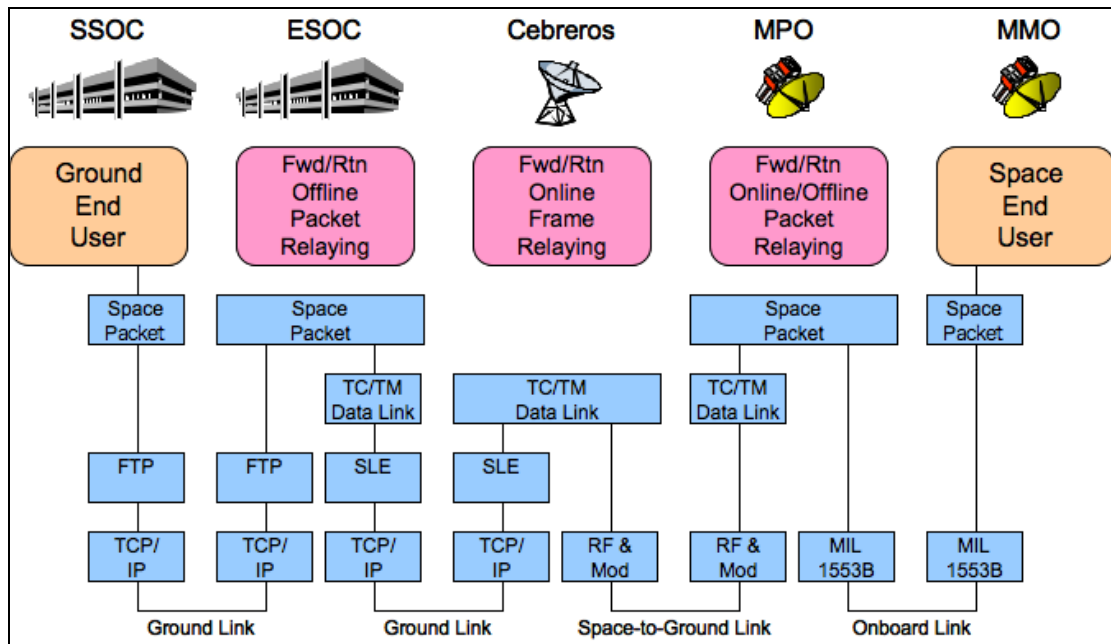 SSOC
ESOC
Cebreros
MPO
MMO
Ground
End
User
Fwd/Rtn
Offline
Packet
Relaying
Fwd/Rtn
Online
Frame
Relaying
Fwd/Rtn
Online/Offline
Packet
Relaying
Space
End
User
Space
Packet
Space
Packet
Space
Packet
Space
Packet
TC/TM
Data Link
TC/TM
Data Link
TC/TM
Data Link
FTP
FTP
SLE
SLE
TCP/
IP
TCP/
IP
TCP/
IP
TCP/
IP
RF &
Mod
RF &
Mod
MIL
1553B
MIL
1553B
Ground Link
Ground Link
Space-to-Ground Link
Onboard Link